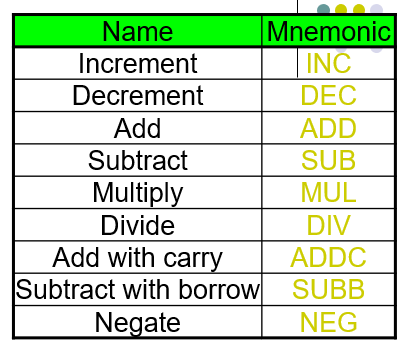 Name Mnemonic
Increment INC
Decrement DEC
Add ADD
Subtract SUB
Multiply MUL
Divide DIV
Add with carry ADDC
Subtract with borrow SUBB
Negate NEG